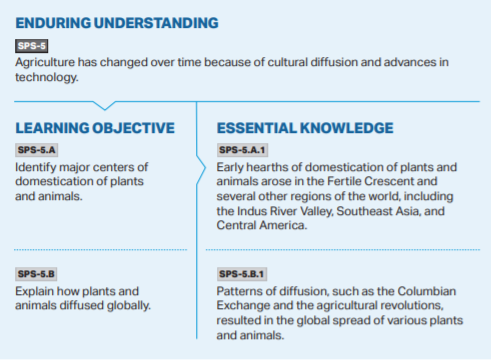 ENDURING UNDERSTANDING
SPS-5
Agriculture has changed over time because of cultural diffusion and advances in
technology.
LEARNING OBJECTIVE
SPS-5.A
Identify major centers of
domestication of plants
and animals.
ESSENTIAL KNOWLEDGE
SPS-5.A.1
Early hearths of domestication of plants and
animals arose in the Fertile Crescent and
several other regions of the world, including
the Indus River Valley, Southeast Asia, and
Central America.
SPS-5.B
Explain how plants and
animals diffused globally.
SPS-5.B.1
Patterns of diffusion, such as the Columbian
Exchange and the agricultural revolutions,
resulted in the global spread of various plants
and animals.